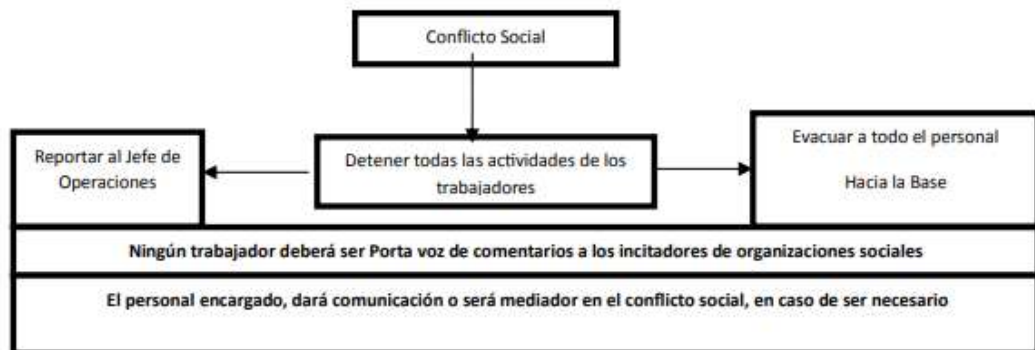 Conflicto Social
Reportar al Jefe de
Operaciones
Detener todas las actividades de los
trabajadores
Evacuar a todo el personal
Hacia la Base
Ningún trabajador deberá ser Porta voz de comentarios a los incitadores de organizaciones sociales
El personal encargado, dará comunicación o será mediador en el conflicto social, en caso de ser necesario